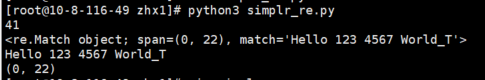 [root@10-8-116-49 zhx1]# python3 simplr_re.py
41
<re.Match object; span=(0, 22), match='Hello 123 4567 World_T'>
Hello 123 4567 World_T
(0, 22)